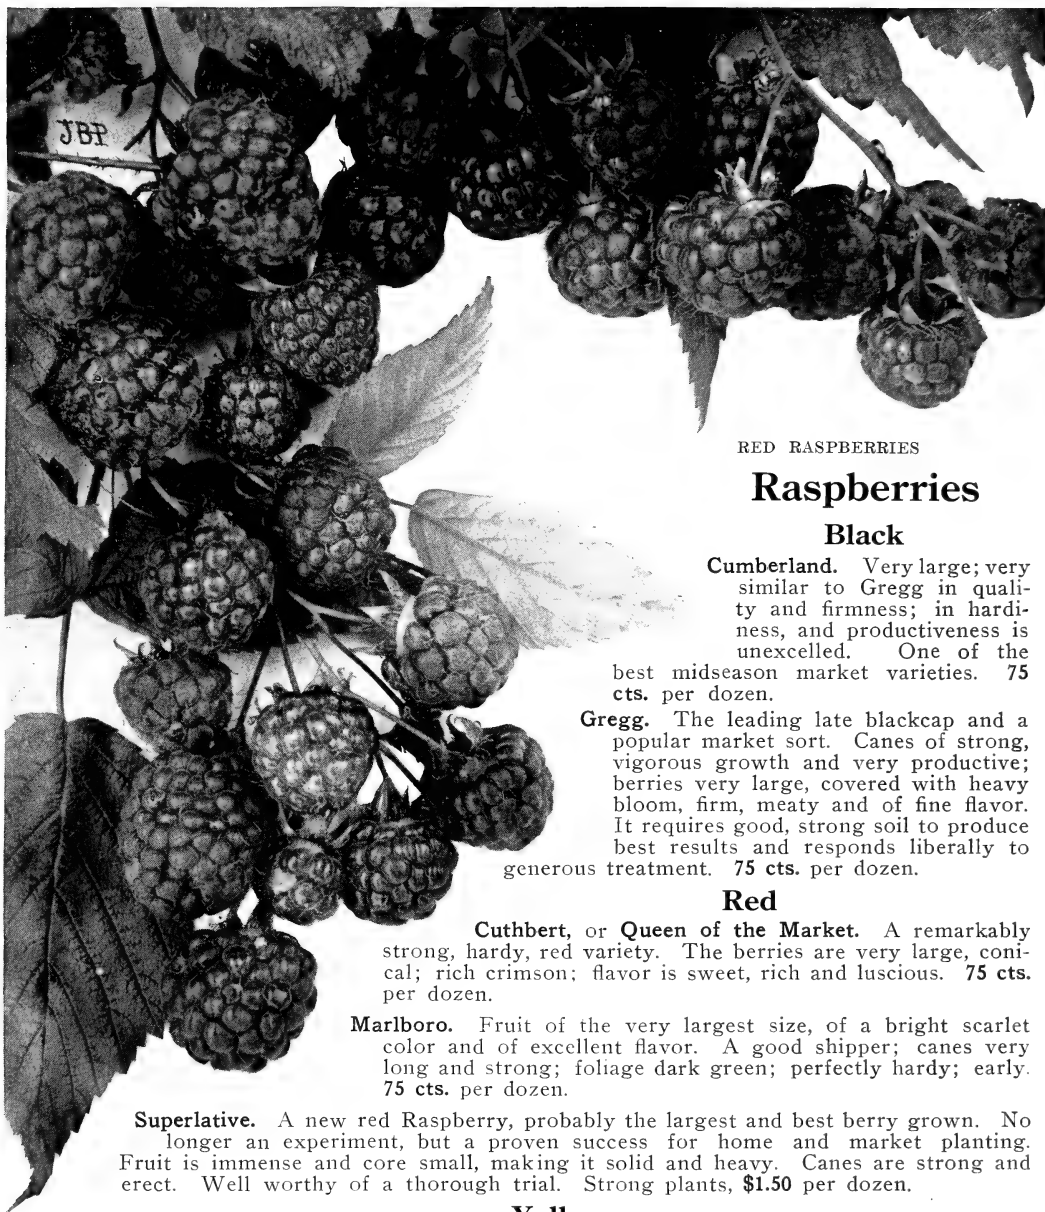 JBP
RED RASPBERRIES
Raspberries
Black
Cumberland. Very large; very
similar to Gregg in quali-
ty and firmness; in hardi-
ness, and productiveness is
unexcelled. One of the
best midseason market varieties. 75
cts. per dozen.
Gregg. The leading late blackcap and a
popular market sort. Canes of strong,
vigorous growth and very productive;
berries very large, covered with heavy
bloom, firm, meaty and of fine flavor.
It requires good, strong soil to produce
best results and responds liberally to
generous treatment. 75 cts. per dozen.
Red
Cuthbert, or Queen of the Market. A remarkably
strong, hardy, red variety. The berries are very large, coni-
cal; rich crimson; flavor is sweet, rich and luscious. 75 cts.
per dozen.
Marlboro. Fruit of the very largest size, of a bright scarlet
color and of excellent flavor. A good shipper; canes very
long and strong; foliage dark green; perfectly hardy; early.
75 cts. per dozen.
Superlative. A new red Raspberry, probably the largest and best berry grown. No
longer an experiment, but a proven success for home and market planting.
Fruit is immense and core small, making it solid and heavy. Canes are strong and
erect. Well worthy of a thorough trial. Strong plants, $1.50 per dozen.